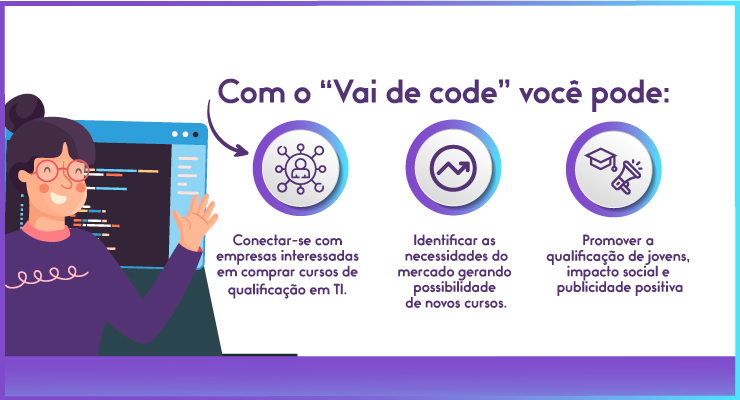 Com o “Vai de code” você pode:
Conectar-se com
empresas interessadas
em comprar cursos de
qualificação em TI.
Identificar as
necessidades do
mercado gerando
possibilidade
de novos cursos.
Promover a
qualificação de jovens,
impacto social e
publicidade positiva